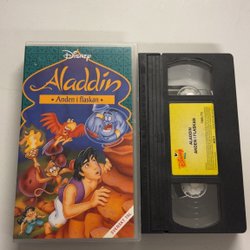 Disney
Aladdin
• Anden i flaskan •
ALADDIN
ANDEN I FLASKAN